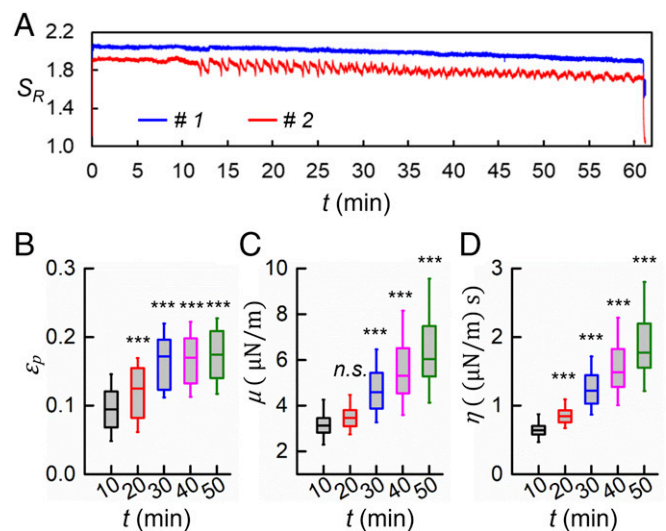 A
2.2
1.8
1.4
1.0
S_R
# 1
# 2
0 5 10 15 20 25 30 35 40 45 50 55 60
t (min)
B
0.3
0.2
0.1
0.0
ε_p
*** *** *** ***
10 20 30 40 50
t (min)
C
10
8
6
4
2
μ ( μN/m)
n.s. *** *** ***
10 20 30 40 50
t (min)
D
3
2
1
0
η ( (μN/m) s)
*** *** *** ***
10 20 30 40 50
t (min)